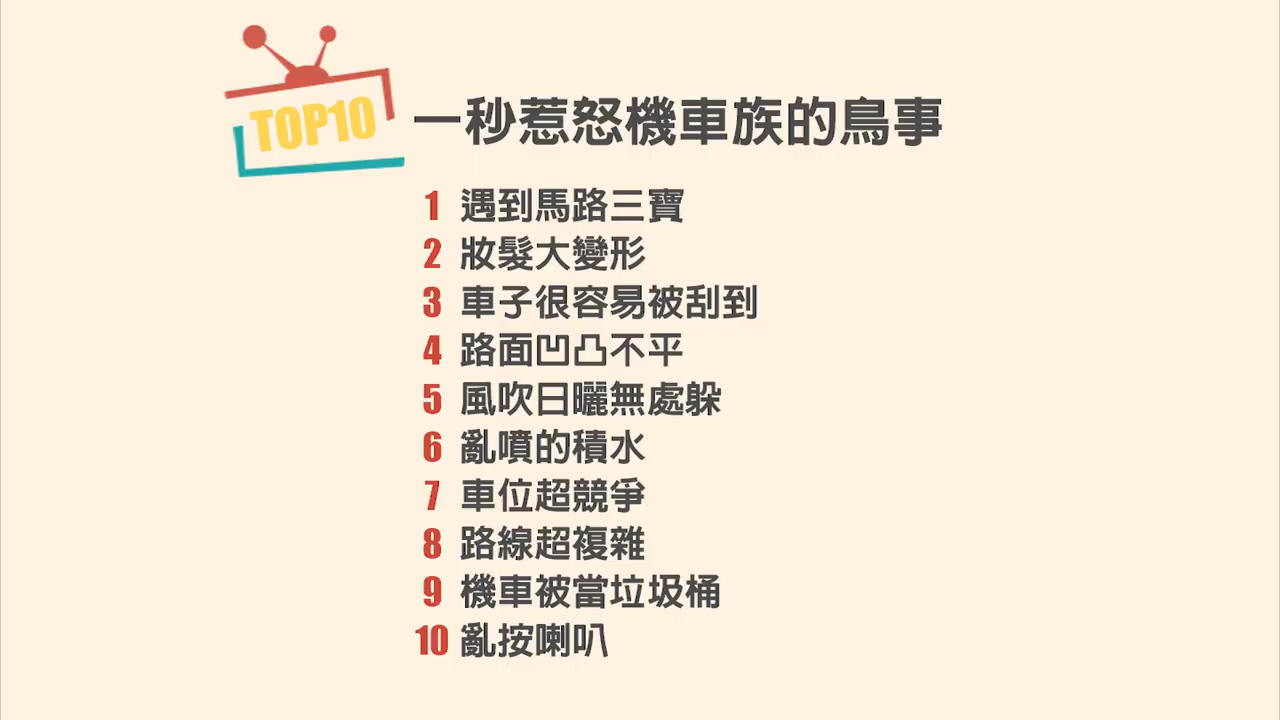 TOP10
一秒惹怒機車族的鳥事
1 遇到馬路三寶
2 妝髮大變形
3 車子很容易被刮到
4 路面凹凸不平
5 風吹日曬無處躲
6 亂噴的積水
7 車位超競爭
8 路線超複雜
9 機車被當垃圾桶
10 亂按喇叭